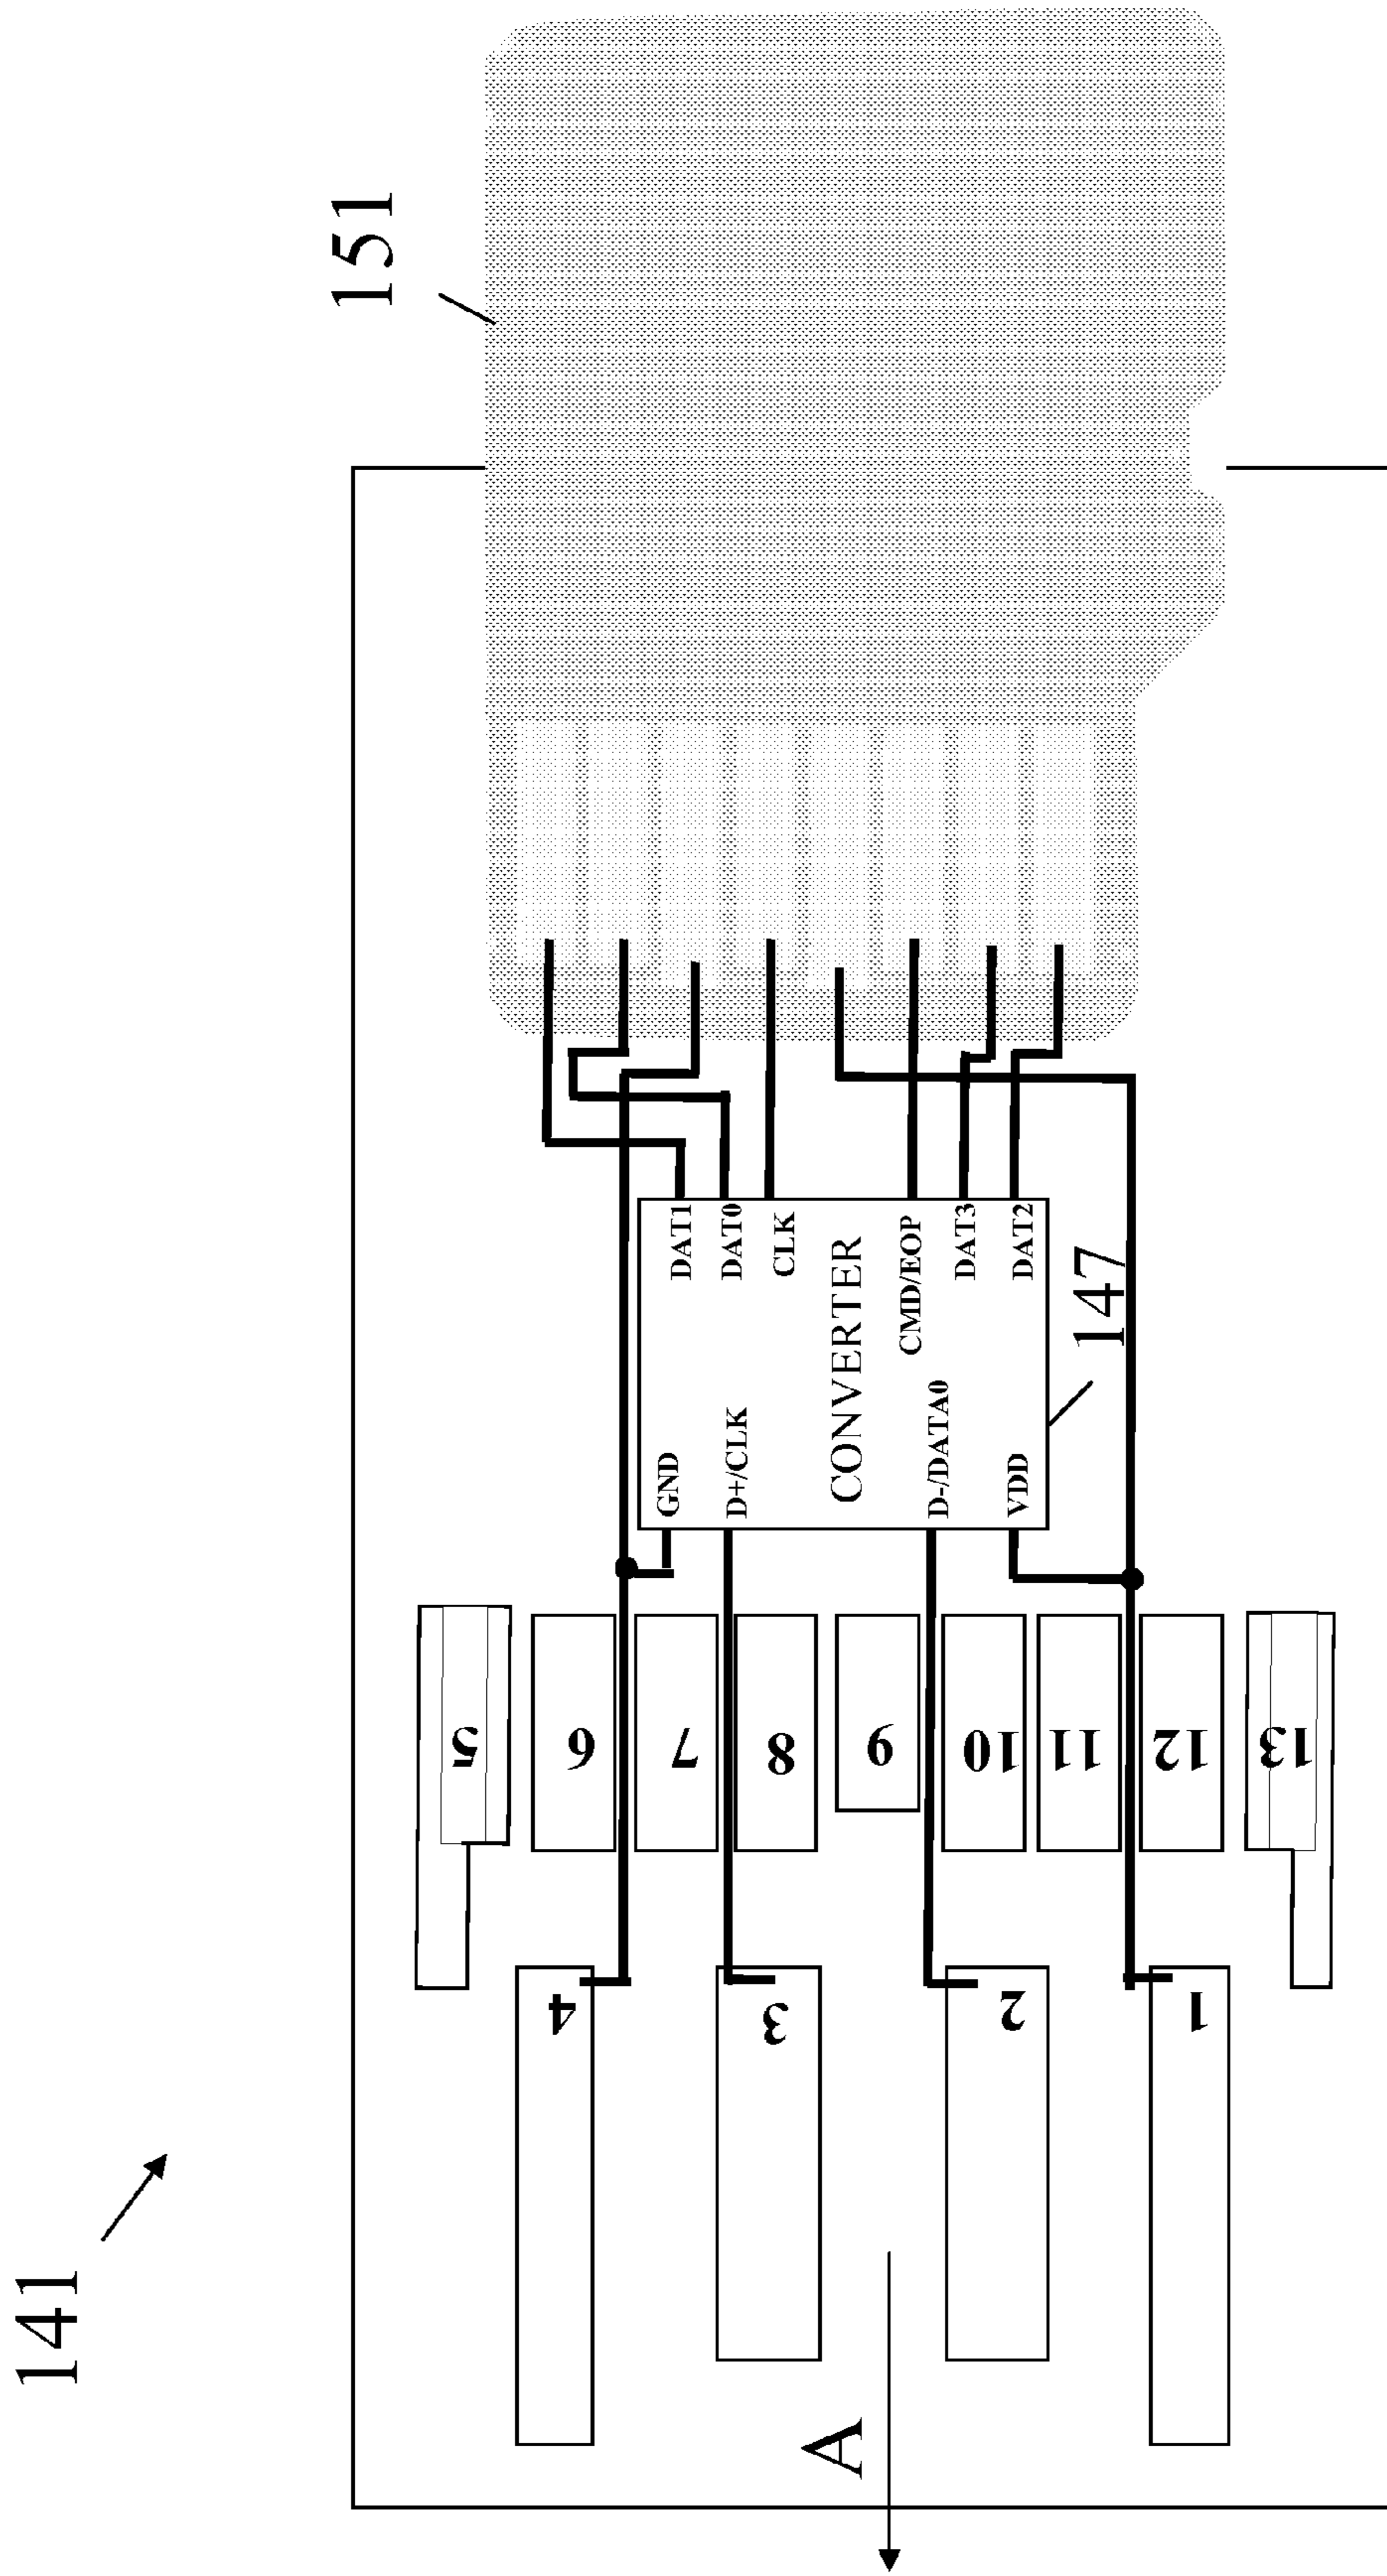 151
DAT1
DAT0
CLK
CMD/EOP
DAT3
DAT2
CONVERTER
GND
D+/CLK
D-/DATA0
VDD
147
5
6
7
8
9
10
11
12
13
4
3
2
1
141
A